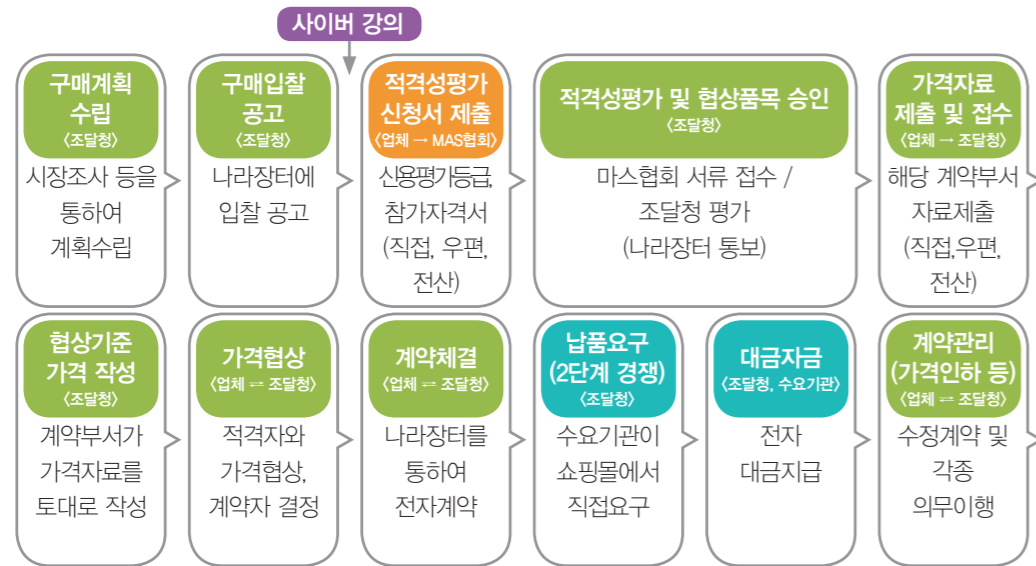 사이버 강의
구매계획
수립
〈조달청〉
시장조사 등을
통하여
계획수립
구매입찰
공고
〈조달청〉
나라장터에
입찰 공고
적격성평가
신청서 제출
〈업체 → MAS협회〉
신용평가등급,
참가자격서
(직접, 우편,
전산)
적격성평가 및 협상품목 승인
〈조달청〉
마스협회 서류 접수 /
조달청 평가
(나라장터 통보)
가격자료
제출 및 접수
〈업체 → 조달청〉
해당 계약부서
자료제출
(직접,우편,
전산)
협상기준
가격 작성
〈조달청〉
계약부서가
가격자료를
토대로 작성
가격협상
〈업체 ⇌ 조달청〉
적격자와
가격협상,
계약자 결정
계약체결
〈업체 ⇌ 조달청〉
나라장터를
통하여
전자계약
납품요구
(2단계 경쟁)
〈조달청〉
수요기관이
쇼핑몰에서
직접요구
대금자금
〈조달청, 수요기관〉
전자
대금지급
계약관리
(가격인하 등)
〈업체 ⇌ 조달청〉
수정계약 및
각종
의무이행